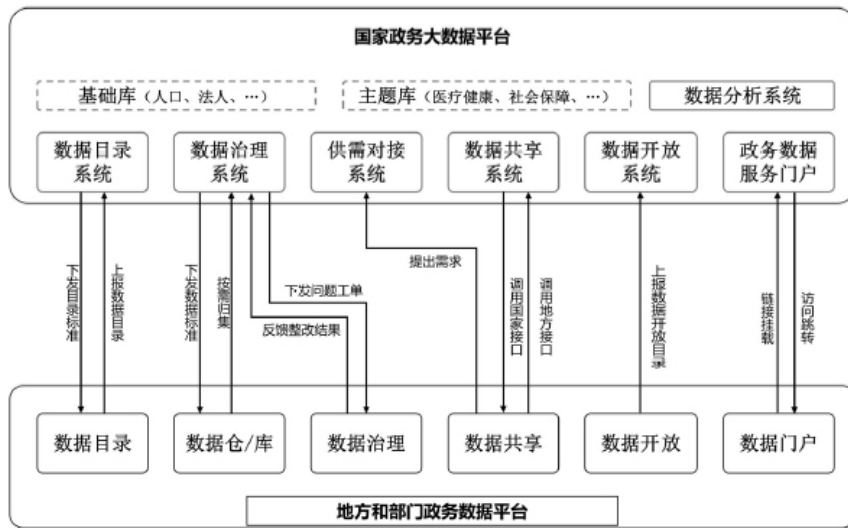 国家政务大数据平台
基础库（人口、法人、…）
主题库（医疗健康、社会保障、…）
数据分析系统
数据目录
系统
数据治理
系统
供需对接
系统
数据共享
系统
数据开放
系统
政务数据
服务门户
下发目录标准
上报数据目录
下发数据标准
按需归集
下发问题工单
反馈整改结果
提出需求
调用国家接口
调用地方接口
上报数据开放目录
链接挂载
访问跳转
数据目录
数据仓/库
数据治理
数据共享
数据开放
数据门户
地方和部门政务数据平台